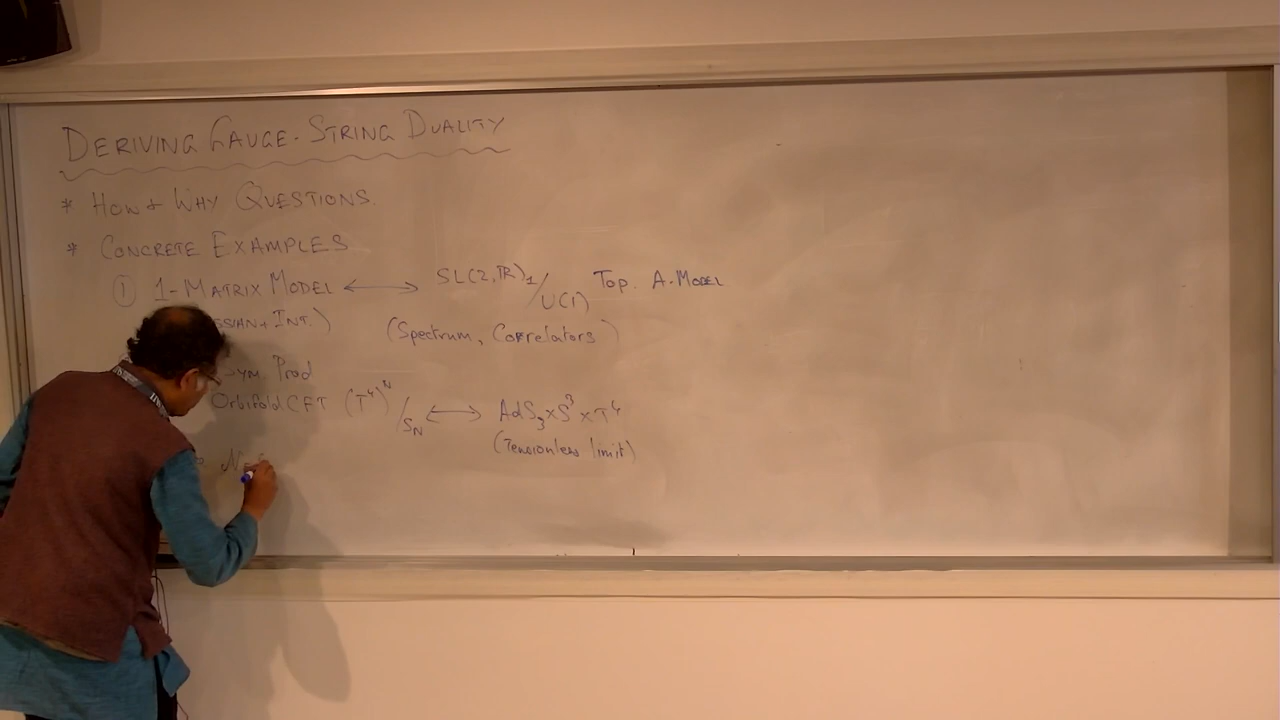 DERIVING GAUGE-STRING DUALITY
* HOW & WHY QUESTIONS.
* CONCRETE EXAMPLES
① 1-MATRIX MODEL ⟷ SL(2,ℝ)₁/U(1) TOP. A-MODEL
INT.) (Spectrum, Correlators)
Sym Prod
Orbifold CFT (T⁴)ᴺ/S_N ⟷ AdS₃×S³×T⁴
(Tensionless limit)